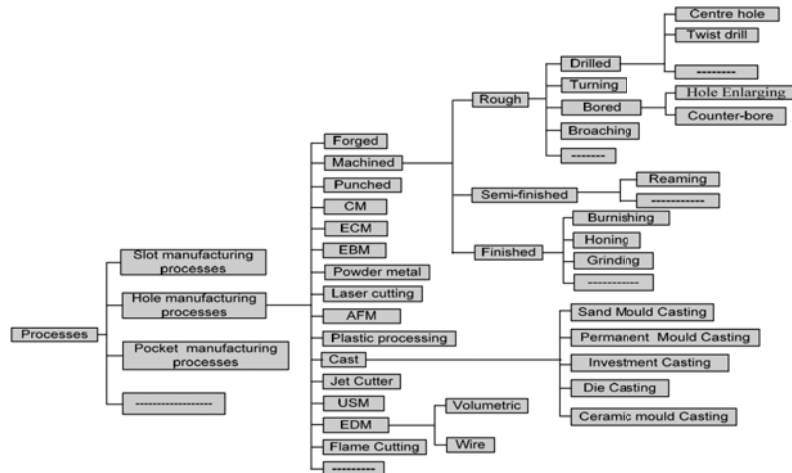 Centre hole
Twist drill
--------
Drilled
Turning
Bored
Broaching
-------
Hole Enlarging
Counter-bore
Rough
Semi-finished
Reaming
-----------
Finished
Burnishing
Honing
Grinding
-----------
Forged
Machined
Punched
CM
ECM
EBM
Powder metal
Laser cutting
AFM
Plastic processing
Cast
Jet Cutter
USM
EDM
Flame Cutting
---------
Volumetric
Wire
Sand Mould Casting
Permanent Mould Casting
Investment Casting
Die Casting
Ceramic mould Casting
Processes
Slot manufacturing
processes
Hole manufacturing
processes
Pocket manufacturing
processes
------------------